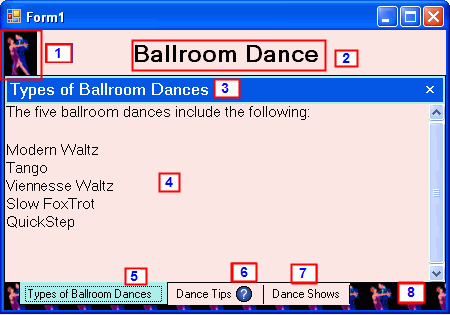 Form1
1
Ballroom Dance
2
Types of Ballroom Dances
3
The five ballroom dances include the following:
Modern Waltz
Tango
Viennesse Waltz
4
Slow FoxTrot
QuickStep
5
6
7
8
Types of Ballroom Dances
Dance Tips ?
Dance Shows